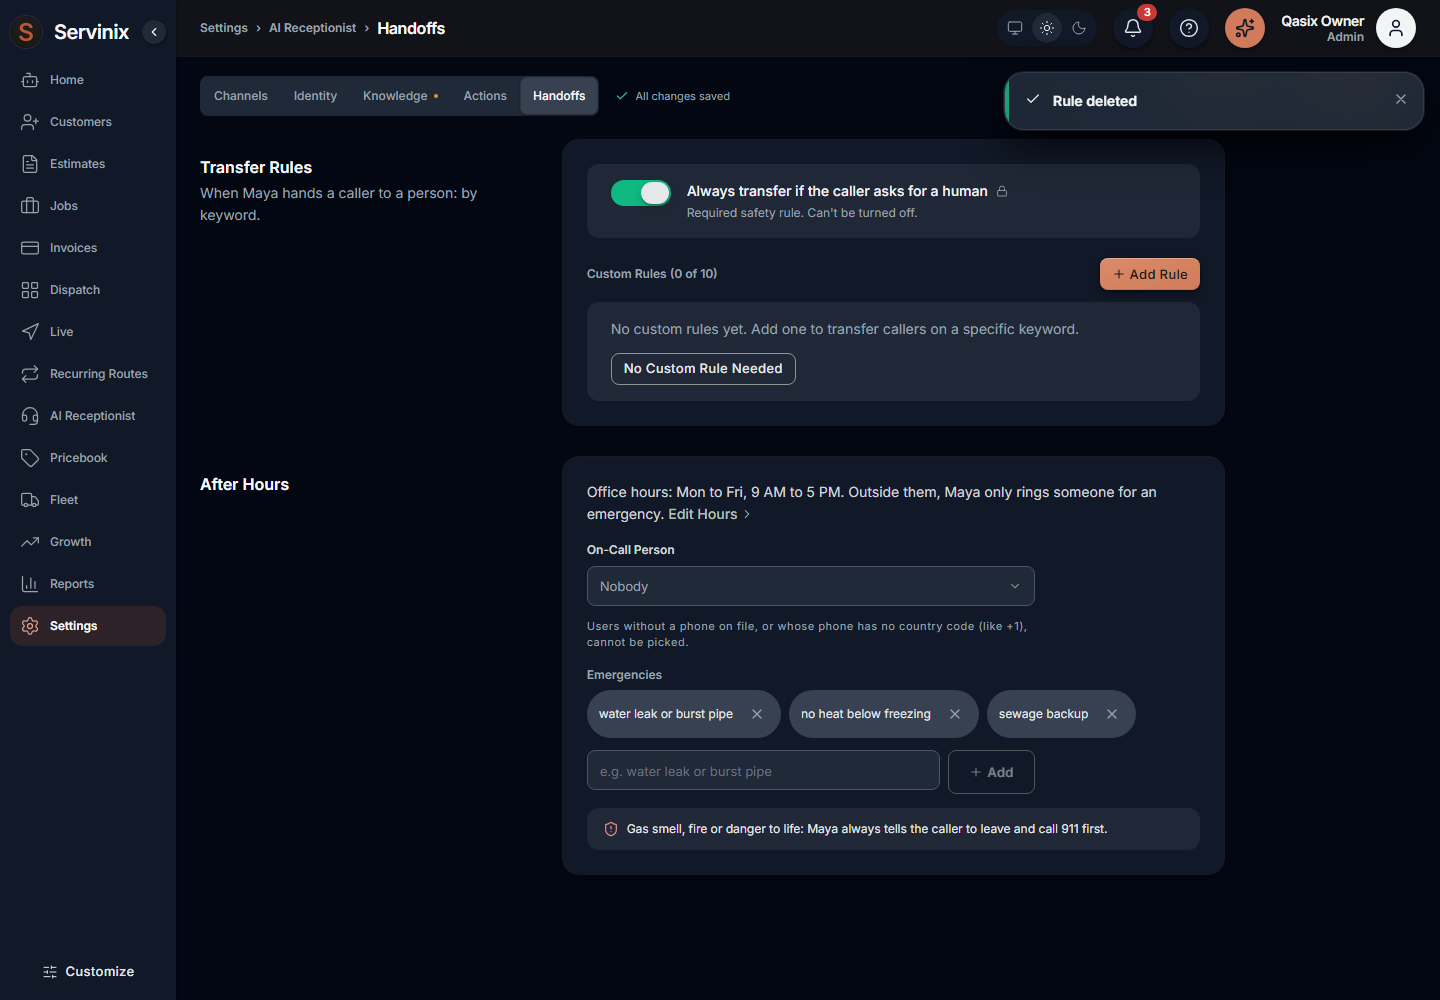 S
Servinix
Settings > AI Receptionist > Handoffs
3
Qasix Owner
Admin
Home
Customers
Estimates
Jobs
Invoices
Dispatch
Live
Recurring Routes
AI Receptionist
Pricebook
Fleet
Growth
Reports
Settings
Customize
Channels
Identity
Knowledge
Actions
Handoffs
All changes saved
Rule deleted
Transfer Rules
When Maya hands a caller to a person: by
keyword.
Always transfer if the caller asks for a human
Required safety rule. Can't be turned off.
Custom Rules (0 of 10)
+ Add Rule
No custom rules yet. Add one to transfer callers on a specific keyword.
No Custom Rule Needed
After Hours
Office hours: Mon to Fri, 9 AM to 5 PM. Outside them, Maya only rings someone for an
emergency. Edit Hours >
On-Call Person
Nobody
Users without a phone on file, or whose phone has no country code (like +1),
cannot be picked.
Emergencies
water leak or burst pipe
no heat below freezing
sewage backup
e.g. water leak or burst pipe
+ Add
Gas smell, fire or danger to life: Maya always tells the caller to leave and call 911 first.